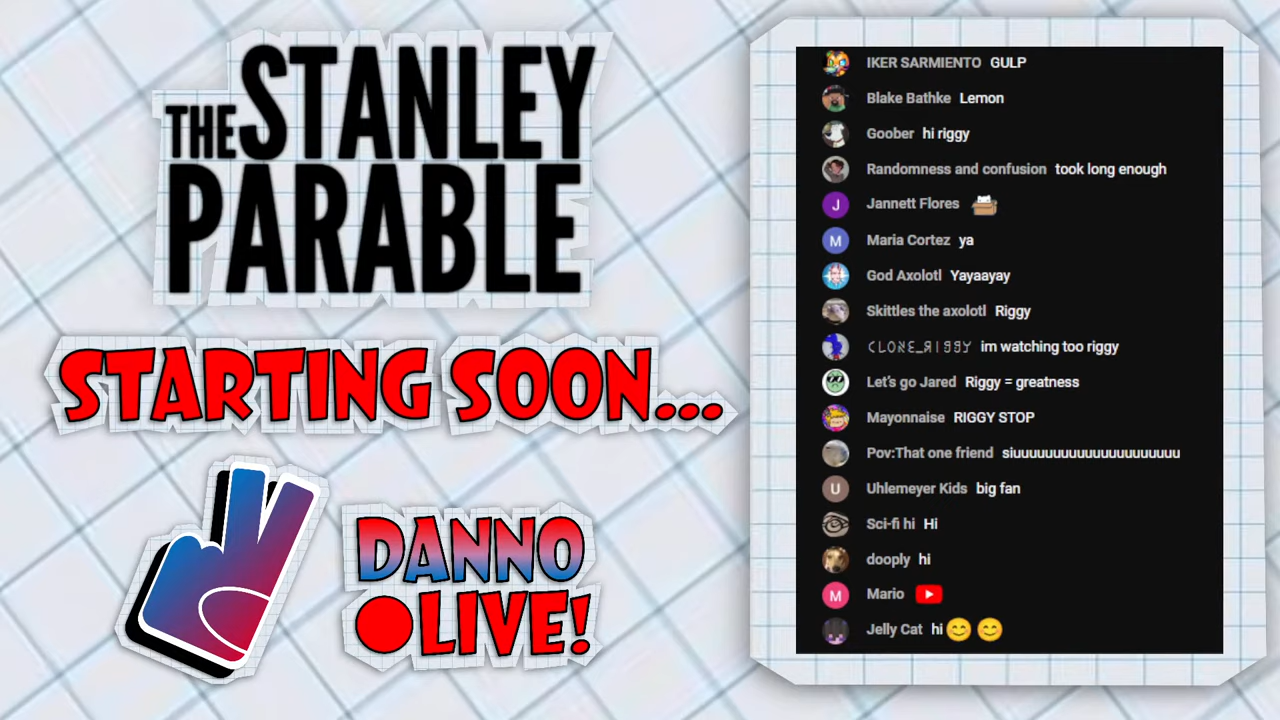 THE STANLEY
PARABLE
STARTING SOON...
DANNO
LIVE!
IKER SARMIENTO GULP
Blake Bathke Lemon
Goober hi riggy
Randomness and confusion took long enough
J Jannett Flores
M Maria Cortez ya
God Axolotl Yayaayay
Skittles the axolotl Riggy
im watching too riggy
Let's go Jared Riggy = greatness
Mayonnaise RIGGY STOP
Pov:That one friend siuuuuuuuuuuuuuuuuuuuuu
U Uhlemeyer Kids big fan
Sci-fi hi Hi
dooply hi
M Mario
Jelly Cat hi😊 😊